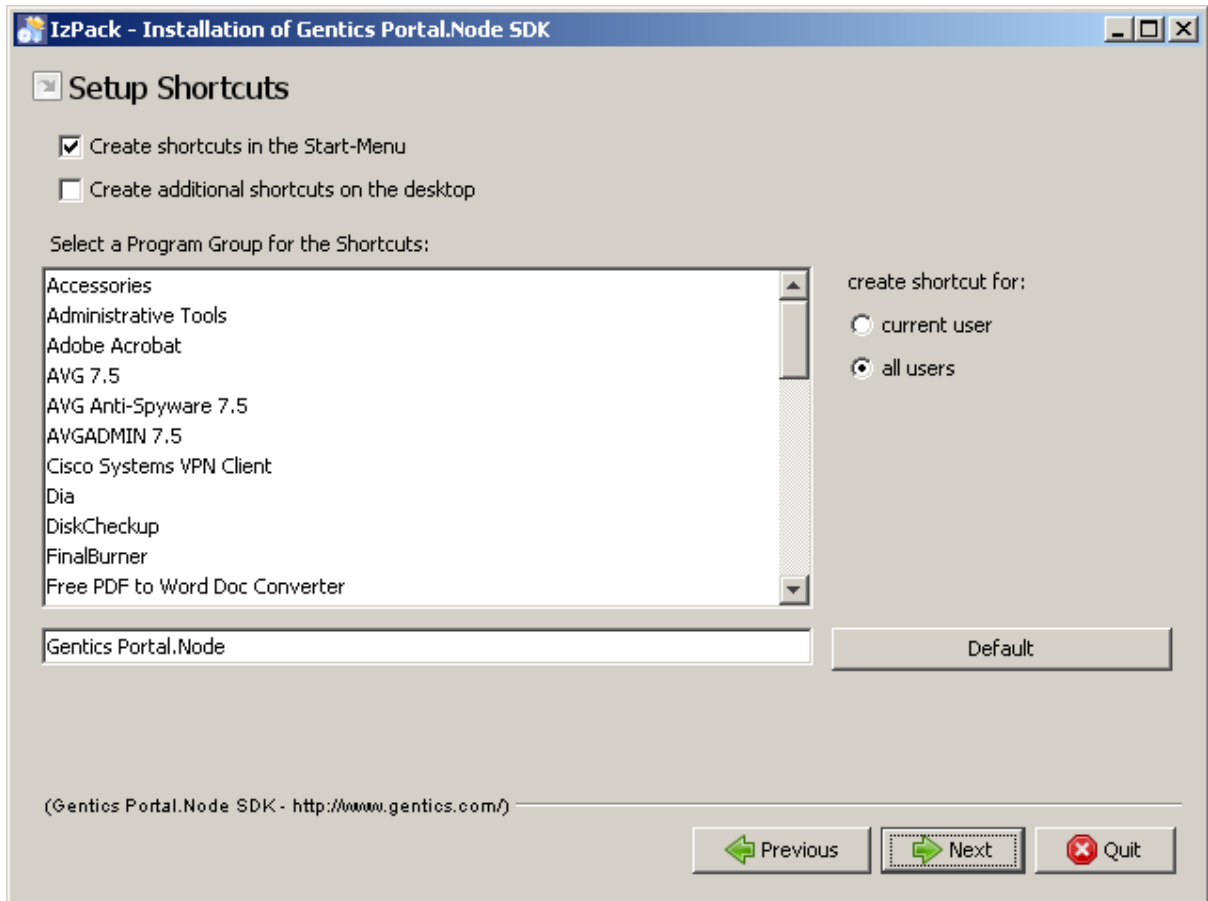 IzPack - Installation of Gentics Portal.Node SDK
Setup Shortcuts
Create shortcuts in the Start-Menu
Create additional shortcuts on the desktop
Select a Program Group for the Shortcuts:
Accessories
Administrative Tools
Adobe Acrobat
AVG 7.5
AVG Anti-Spyware 7.5
AVGADMIN 7.5
Cisco Systems VPN Client
Dia
DiskCheckup
FinalBurner
Free PDF to Word Doc Converter
create shortcut for:
current user
all users
Gentics Portal.Node
Default
(Gentics Portal.Node SDK - http://www.gentics.com/)
Previous
Next
Quit